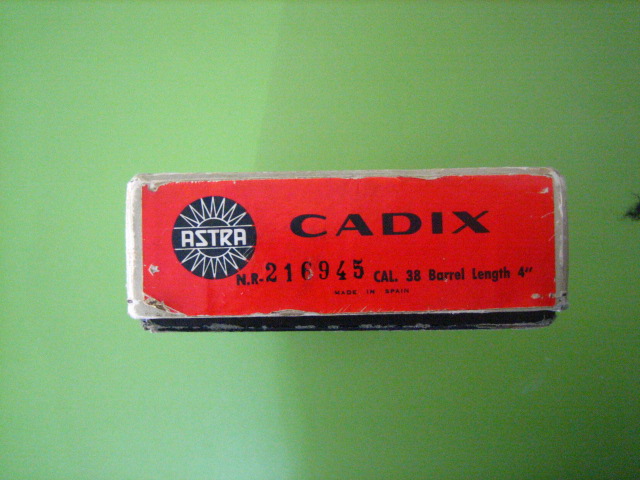 CADIX
ASTRA
N.R-216945 CAL. 38 Barrel Length 4"
MADE IN SPAIN